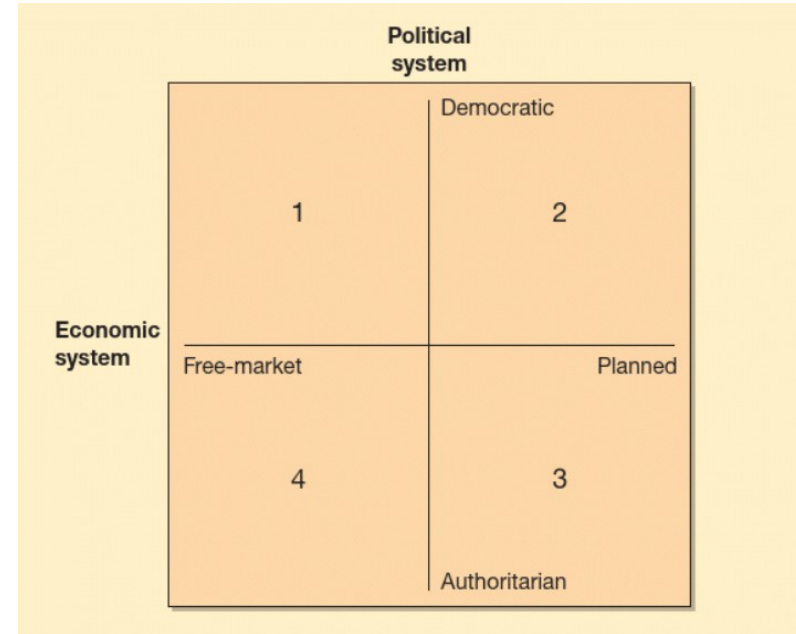 Political
system
Democratic
1
2
Economic
system
Free-market
Planned
4
3
Authoritarian